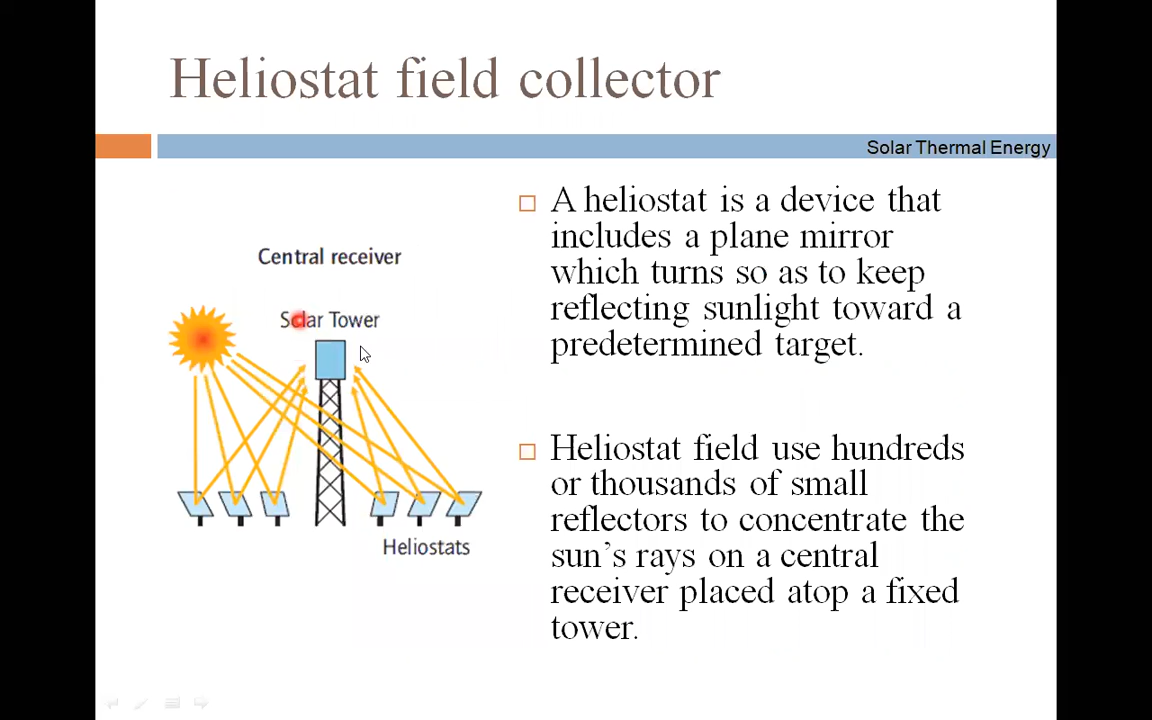 Heliostat field collector
Solar Thermal Energy
Central receiver
Solar Tower
Heliostats
A heliostat is a device that
includes a plane mirror
which turns so as to keep
reflecting sunlight toward a
predetermined target.
Heliostat field use hundreds
or thousands of small
reflectors to concentrate the
sun’s rays on a central
receiver placed atop a fixed
tower.